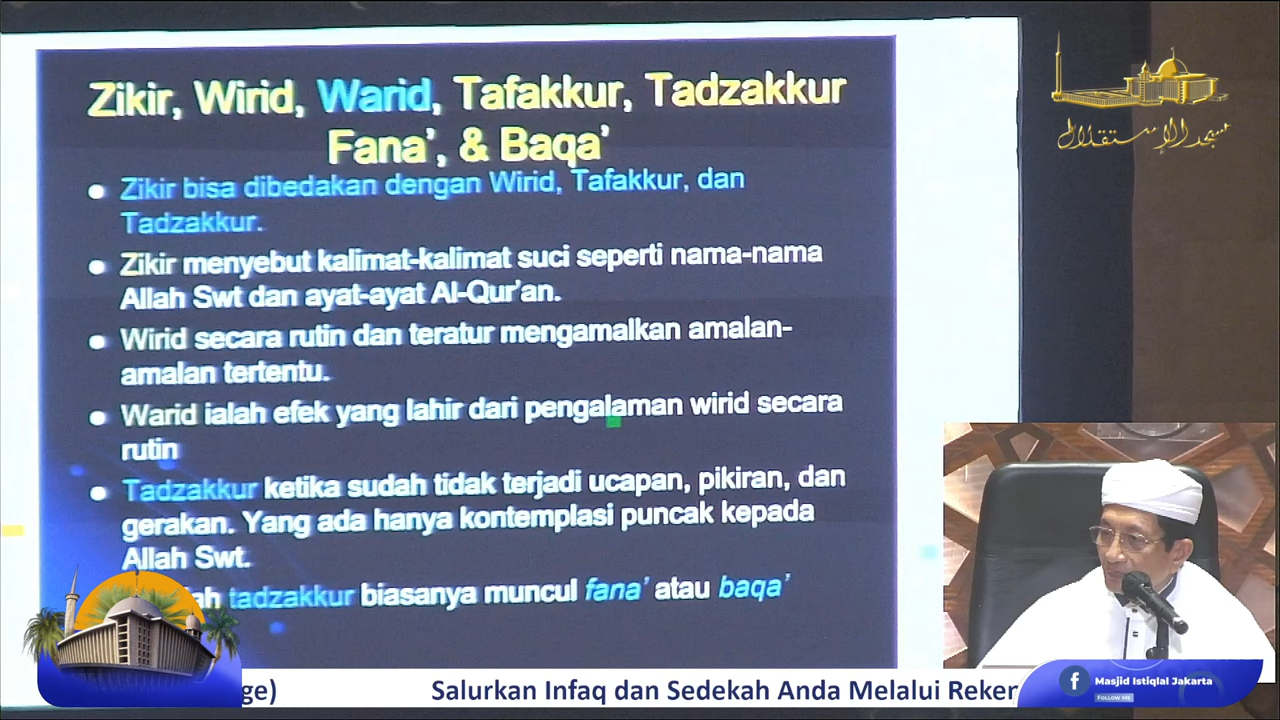 Zikir, Wirid, Warid, Tafakkur, Tadzakkur
Fana', & Baqa'
• Zikir bisa dibedakan dengan Wirid, Tafakkur, dan
Tadzakkur.
• Zikir menyebut kalimat-kalimat suci seperti nama-nama
Allah Swt dan ayat-ayat Al-Qur'an.
• Wirid secara rutin dan teratur mengamalkan amalan-
amalan tertentu.
• Warid ialah efek yang lahir dari pengalaman wirid secara
rutin
• Tadzakkur ketika sudah tidak terjadi ucapan, pikiran, dan
gerakan. Yang ada hanya kontemplasi puncak kepada
Allah Swt.
tadzakkur biasanya muncul fana' atau baqa'
مسجد الإستقلال
Masjid Istiqlal Jakarta
FOLLOW ME
ge) Salurkan Infaq dan Sedekah Anda Melalui Reker